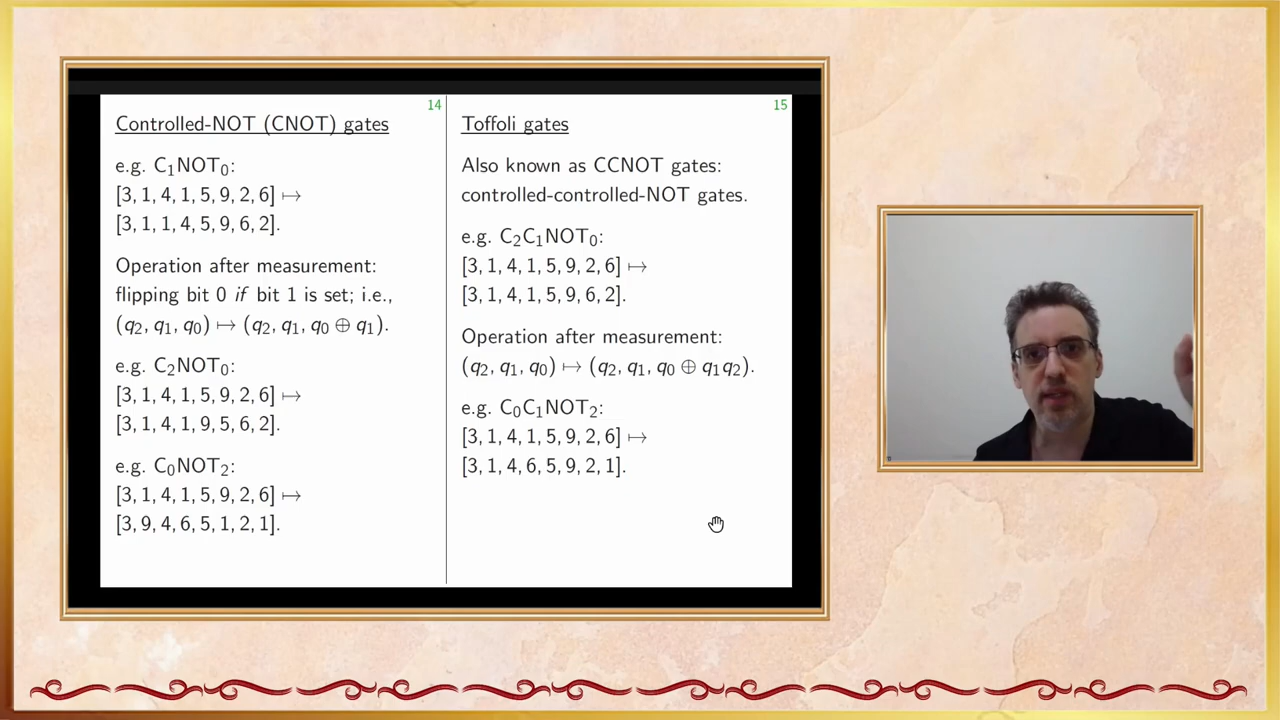 14
Controlled-NOT (CNOT) gates
e.g. C₁NOT₀:
[3, 1, 4, 1, 5, 9, 2, 6] ↦
[3, 1, 1, 4, 5, 9, 6, 2].
Operation after measurement:
flipping bit 0 if bit 1 is set; i.e.,
(q₂, q₁, q₀) ↦ (q₂, q₁, q₀ ⊕ q₁).
e.g. C₂NOT₀:
[3, 1, 4, 1, 5, 9, 2, 6] ↦
[3, 1, 4, 1, 9, 5, 6, 2].
e.g. C₀NOT₂:
[3, 1, 4, 1, 5, 9, 2, 6] ↦
[3, 9, 4, 6, 5, 1, 2, 1].
15
Toffoli gates
Also known as CCNOT gates:
controlled-controlled-NOT gates.
e.g. C₂C₁NOT₀:
[3, 1, 4, 1, 5, 9, 2, 6] ↦
[3, 1, 4, 1, 5, 9, 6, 2].
Operation after measurement:
(q₂, q₁, q₀) ↦ (q₂, q₁, q₀ ⊕ q₁q₂).
e.g. C₀C₁NOT₂:
[3, 1, 4, 1, 5, 9, 2, 6] ↦
[3, 1, 4, 6, 5, 9, 2, 1].